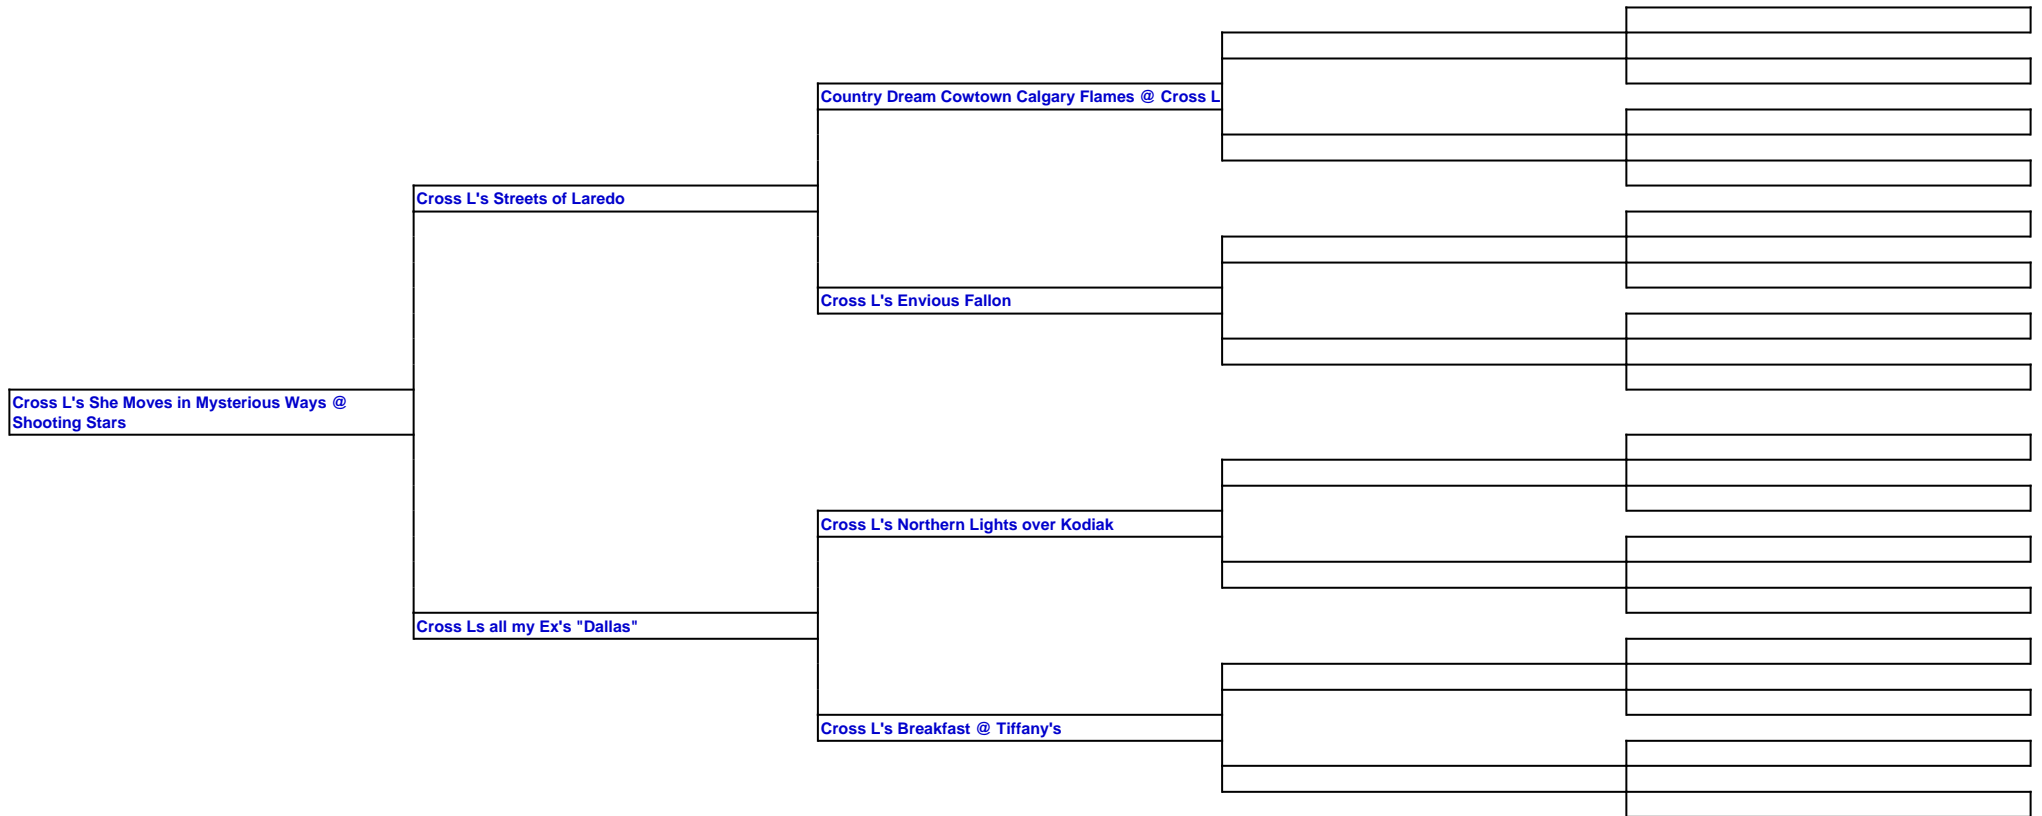 Country Dream Cowtown Calgary Flames @ Cross L
Cross L's Streets of Laredo
Cross L's Envious Fallon
Cross L's She Moves in Mysterious Ways @
Shooting Stars
Cross L's Northern Lights over Kodiak
Cross Ls all my Ex's "Dallas"
Cross L's Breakfast @ Tiffany's